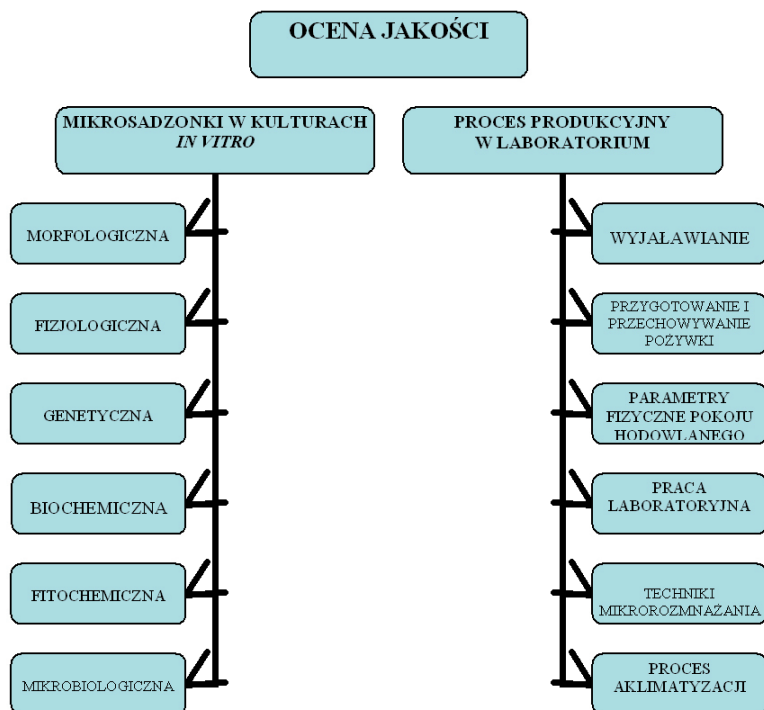 OCENA JAKOŚCI
MIKROSADZONKI W KULTURACH
IN VITRO
MORFOLOGICZNA
FIZJOLOGICZNA
GENETYCZNA
BIOCHEMICZNA
FITOCHEMICZNA
MIKROBIOLOGICZNA
PROCES PRODUKCYJNY
W LABORATORIUM
WYJAŁAWIANIE
PRZYGOTOWANIE I
PRZECHOWYWANIE
POŻYWKI
PARAMETRY
FIZYCZNE POKOJU
HODOWLANEGO
PRACA
LABORATORYJNA
TECHNIKI
MIKROROZMNAŻANIA
PROCES
AKLIMATYZACJI